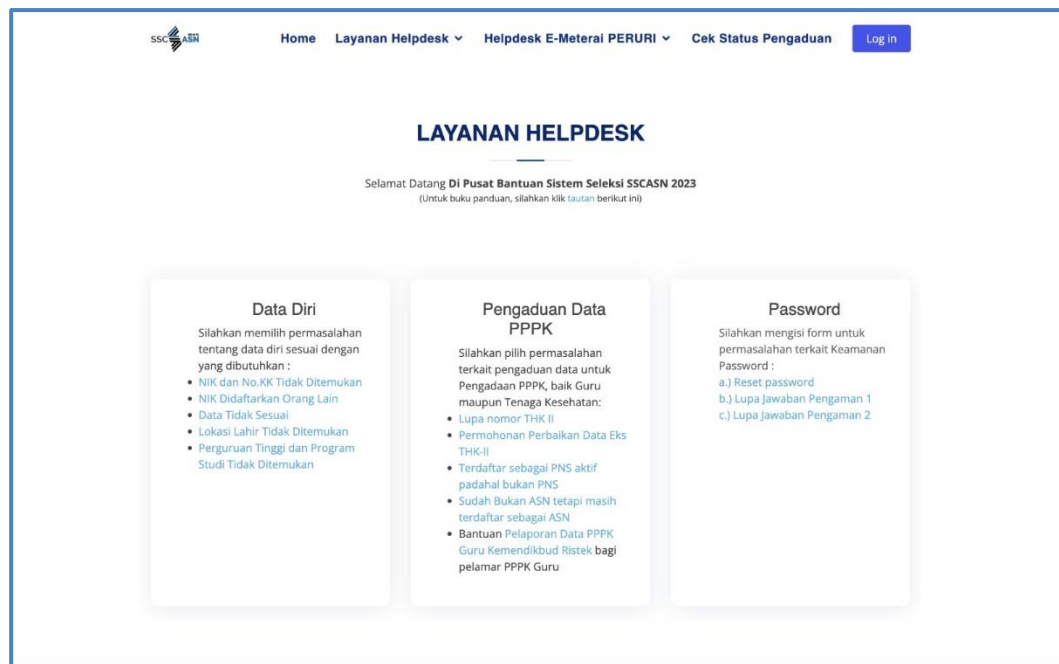 SSCASN
Home Layanan Helpdesk Helpdesk E-Meterai PERURI Cek Status Pengaduan Log in
LAYANAN HELPDESK
Selamat Datang Di Pusat Bantuan Sistem Seleksi SSCASN 2023
(Untuk buku panduan, silahkan klik tautan berikut ini)
Data Diri
Silahkan memilih permasalahan
tentang data diri sesuai dengan
yang dibutuhkan :
• NIK dan No.KK Tidak Ditemukan
• NIK Didaftarkan Orang Lain
• Data Tidak Sesuai
• Lokasi Lahir Tidak Ditemukan
• Perguruan Tinggi dan Program
Studi Tidak Ditemukan
Pengaduan Data
PPPK
Silahkan pilih permasalahan
terkait pengaduan data untuk
Pengadaan PPPK, baik Guru
maupun Tenaga Kesehatan:
• Lupa nomor THK II
• Permohonan Perbaikan Data Eks
THK-II
• Terdaftar sebagai PNS aktif
padahal bukan PNS
• Sudah Bukan ASN tetapi masih
terdaftar sebagai ASN
• Bantuan Pelaporan Data PPPK
Guru Kemendikbud Ristek bagi
pelamar PPPK Guru
Password
Silahkan mengisi form untuk
permasalahan terkait Keamanan
Password :
a.) Reset password
b.) Lupa Jawaban Pengaman 1
c.) Lupa Jawaban Pengaman 2